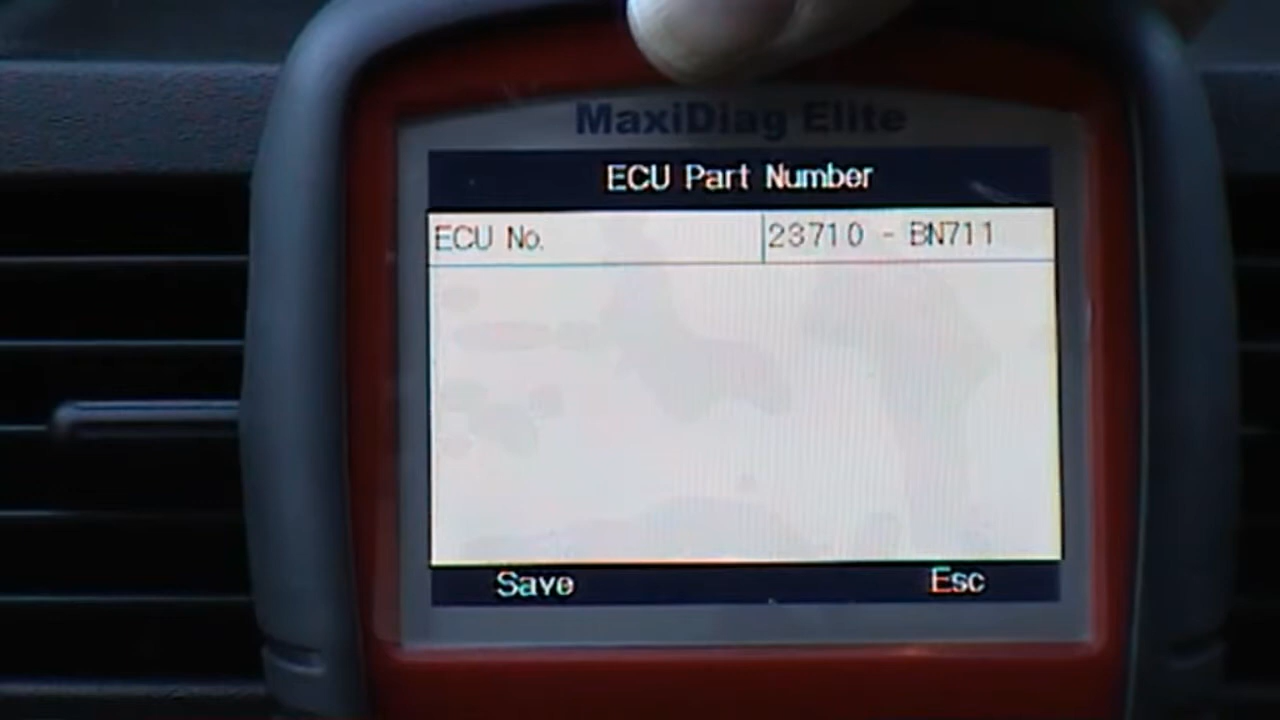 MaxiDiag Elite
ECU Part Number
ECU No. 23710 - BN711
Save Esc